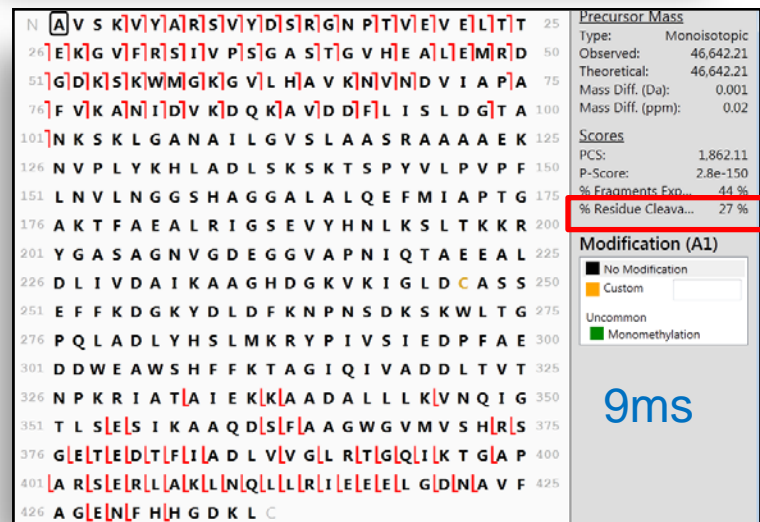 N A V S K V Y A R S V Y D S R G N P T V E V E L T T 25
26 E K G V F R S I V P S G A S T G V H E A L E M R D 50
51 G D K S K W M G K G V L H A V K N V N D V I A P A 75
76 F V K A N I D V K D Q K A V D D F L I S L D G T A 100
101 N K S K L G A N A I L G V S L A A S R A A A A E K 125
126 N V P L Y K H L A D L S K S K T S P Y V L P V P F 150
151 L N V L N G G S H A G G A L A L Q E F M I A P T G 175
176 A K T F A E A L R I G S E V Y H N L K S L T K K R 200
201 Y G A S A G N V G D E G G V A P N I Q T A E E A L 225
226 D L I V D A I K A A G H D G K V K I G L D C A S S 250
251 E F F K D G K Y D L D F K N P N S D K S K W L T G 275
276 P Q L A D L Y H S L M K R Y P I V S I E D P F A E 300
301 D D W E A W S H F F K T A G I Q I V A D D L T V T 325
326 N P K R I A T A I E K K A A D A L L L K V N Q I G 350
351 T L S E S I K A A Q D S F A A G W G V M V S H R S 375
376 G E T E D T F I A D L V V G L R T G Q I K T G A P 400
401 A R S E R L A K L N Q L L R I E E E L G D N A V F 425
426 A G E N F H H G D K L C
Precursor Mass
Type: Monoisotopic
Observed: 46,642.21
Theoretical: 46,642.21
Mass Diff. (Da): 0.001
Mass Diff. (ppm): 0.02
Scores
PCS: 1,862.11
P-Score: 2.8e-150
% Fragments Exp... 44 %
% Residue Cleava... 27 %
Modification (A1)
No Modification
Custom
Uncommon
Monomethylation
9ms